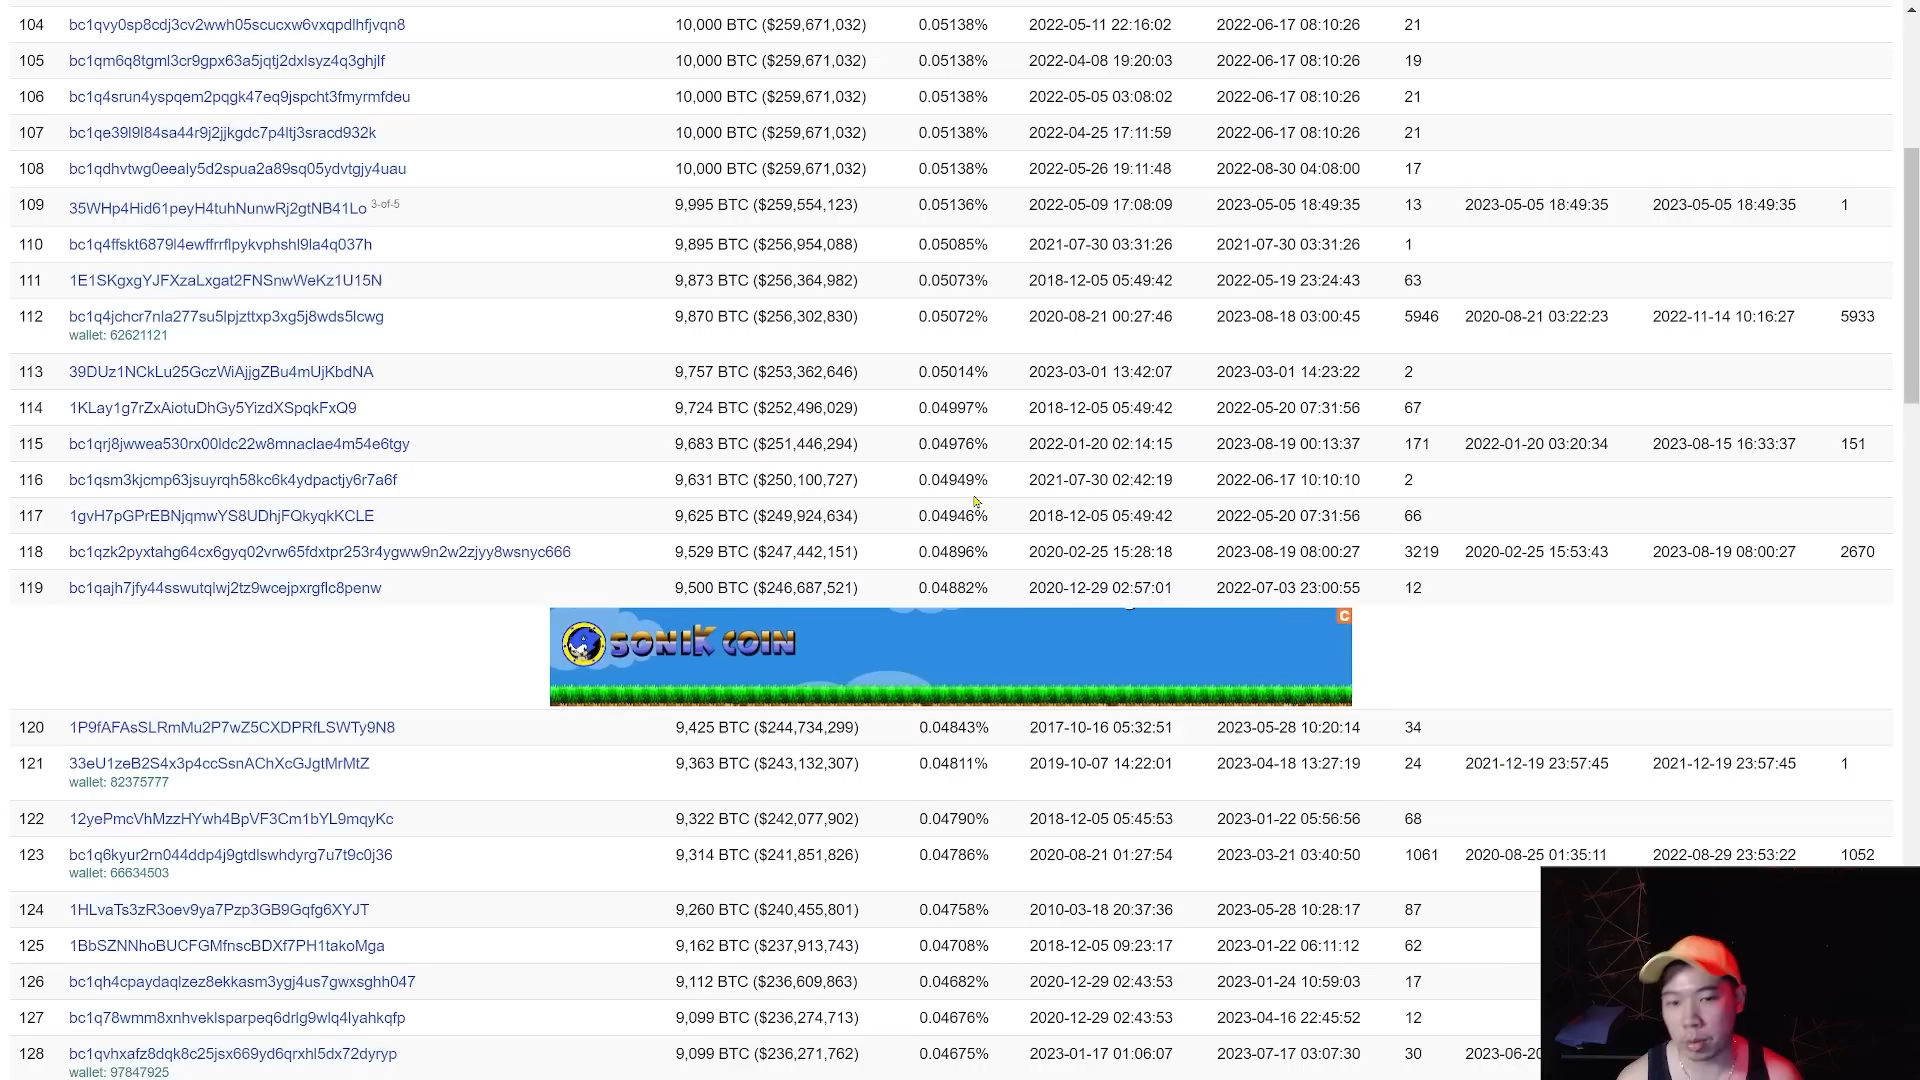 104 bc1qvy0sp8cdj3cv2wwh05scucxw6vxqpdlhfjvqn8 10,000 BTC ($259,671,032) 0.05138% 2022-05-11 22:16:02 2022-06-17 08:10:26 21
105 bc1qm6q8tgml3cr9gpx63a5jqtj2dxlsyz4q3ghjlf 10,000 BTC ($259,671,032) 0.05138% 2022-04-08 19:20:03 2022-06-17 08:10:26 19
106 bc1q4srun4yspqem2pqgk47eq9jspcht3fmyrmfdeu 10,000 BTC ($259,671,032) 0.05138% 2022-05-05 03:08:02 2022-06-17 08:10:26 21
107 bc1qe39l9l84sa44r9j2jjkgdc7p4ltj3sracd932k 10,000 BTC ($259,671,032) 0.05138% 2022-04-25 17:11:59 2022-06-17 08:10:26 21
108 bc1qdhvtwg0eealy5d2spua2a89sq05ydvtgjy4uau 10,000 BTC ($259,671,032) 0.05138% 2022-05-26 19:11:48 2022-08-30 04:08:00 17
109 35WHp4Hid61peyH4tuhNunwRj2gtNB41Lo 3-of-5 9,995 BTC ($259,554,123) 0.05136% 2022-05-09 17:08:09 2023-05-05 18:49:35 13 2023-05-05 18:49:35 2023-05-05 18:49:35 1
110 bc1q4ffskt6879l4ewffrrflpykvphshl9la4q037h 9,895 BTC ($256,954,088) 0.05085% 2021-07-30 03:31:26 2021-07-30 03:31:26 1
111 1E1SKgxgYJFXzaLxgat2FNSnwWeKz1U15N 9,873 BTC ($256,364,982) 0.05073% 2018-12-05 05:49:42 2022-05-19 23:24:43 63
112 bc1q4jchcr7nla277su5lpjzttxp3xg5j8wds5lcwg 9,870 BTC ($256,302,830) 0.05072% 2020-08-21 00:27:46 2023-08-18 03:00:45 5946 2020-08-21 03:22:23 2022-11-14 10:16:27 5933
wallet: 62621121
113 39DUz1NCkLu25GczWiAjjgZBu4mUjKbdNA 9,757 BTC ($253,362,646) 0.05014% 2023-03-01 13:42:07 2023-03-01 14:23:22 2
114 1KLay1g7rZxAiotuDhGy5YizdXSpqkFxQ9 9,724 BTC ($252,496,029) 0.04997% 2018-12-05 05:49:42 2022-05-20 07:31:56 67
115 bc1qrj8jwwea530rx00ldc22w8mnaclae4m54e6tgy 9,683 BTC ($251,446,294) 0.04976% 2022-01-20 02:14:15 2023-08-19 00:13:37 171 2022-01-20 03:20:34 2023-08-15 16:33:37 151
116 bc1qsm3kjcmp63jsuyrqh58kc6k4ydpactjy6r7a6f 9,631 BTC ($250,100,727) 0.04949% 2021-07-30 02:42:19 2022-06-17 10:10:10 2
117 1gvH7pGPrEBNjqmwYS8UDhjFQkyqkKCLE 9,625 BTC ($249,924,634) 0.04946% 2018-12-05 05:49:42 2022-05-20 07:31:56 66
118 bc1qzk2pyxtahg64cx6gyq02vrw65fdxtpr253r4ygww9n2w2zjyy8wsnyc666 9,529 BTC ($247,442,151) 0.04896% 2020-02-25 15:28:18 2023-08-19 08:00:27 3219 2020-02-25 15:53:43 2023-08-19 08:00:27 2670
119 bc1qajh7jfy44sswutqlwj2tz9wcejpxrgflc8penw 9,500 BTC ($246,687,521) 0.04882% 2020-12-29 02:57:01 2022-07-03 23:00:55 12
SONIK COIN C
120 1P9fAFAsSLRmMu2P7wZ5CXDPRfLSWTy9N8 9,425 BTC ($244,734,299) 0.04843% 2017-10-16 05:32:51 2023-05-28 10:20:14 34
121 33eU1zeB2S4x3p4ccSsnAChXcGJgtMrMtZ 9,363 BTC ($243,132,307) 0.04811% 2019-10-07 14:22:01 2023-04-18 13:27:19 24 2021-12-19 23:57:45 2021-12-19 23:57:45 1
wallet: 82375777
122 12yePmcVhMzzHYwh4BpVF3Cm1bYL9mqyKc 9,322 BTC ($242,077,902) 0.04790% 2018-12-05 05:45:53 2023-01-22 05:56:56 68
123 bc1q6kyur2rn044ddp4j9gtdlswhdyrg7u7t9c0j36 9,314 BTC ($241,851,826) 0.04786% 2020-08-21 01:27:54 2023-03-21 03:40:50 1061 2020-08-25 01:35:11 2022-08-29 23:53:22 1052
wallet: 66634503
124 1HLvaTs3zR3oev9ya7Pzp3GB9Gqfg6XYJT 9,260 BTC ($240,455,801) 0.04758% 2010-03-18 20:37:36 2023-05-28 10:28:17 87
125 1BbSZNNhoBUCFGMfnscBDXf7PH1takoMga 9,162 BTC ($237,913,743) 0.04708% 2018-12-05 09:23:17 2023-01-22 06:11:12 62
126 bc1qh4cpaydaqlzez8ekkasm3ygj4us7gwxsghh047 9,112 BTC ($236,609,863) 0.04682% 2020-12-29 02:43:53 2023-01-24 10:59:03 17
127 bc1q78wmm8xnhveklsparpeq6drlg9wlq4lyahkqfp 9,099 BTC ($236,274,713) 0.04676% 2020-12-29 02:43:53 2023-04-16 22:45:52 12
128 bc1qvhxafz8dqk8c25jsx669yd6qrxhl5dx72dyryp 9,099 BTC ($236,271,762) 0.04675% 2023-01-17 01:06:07 2023-07-17 03:07:30 30 2023-06-20
wallet: 97847925